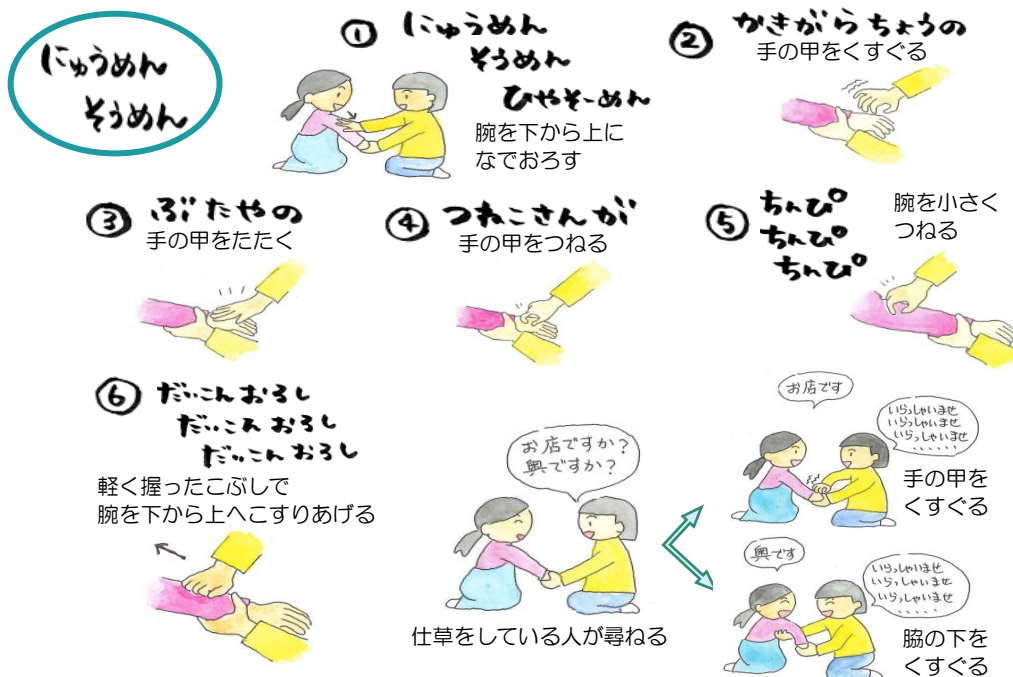 にゅうめん
そうめん
① にゅうめん
そうめん
ひやそーめん
腕を下から上に
なでおろす
② かきがらちょうの
手の甲をくすぐる
③ ぶたやの
手の甲をたたく
④ つねこさんが
手の甲をつねる
⑤ ちんぴ
ちんぴ
ちんぴ
腕を小さく
つねる
⑥ だいこんおろし
だいこんおろし
だいこんおろし
軽く握ったこぶしで
腕を下から上へこすりあげる
お店ですか?
奥ですか?
仕草をしている人が尋ねる
お店です
いらっしゃいませ
いらっしゃいませ
いらっしゃいませ
・・・・・
手の甲を
くすぐる
奥です
いらっしゃいませ
いらっしゃいませ
いらっしゃいませ
・・・・・
脇の下を
くすぐる